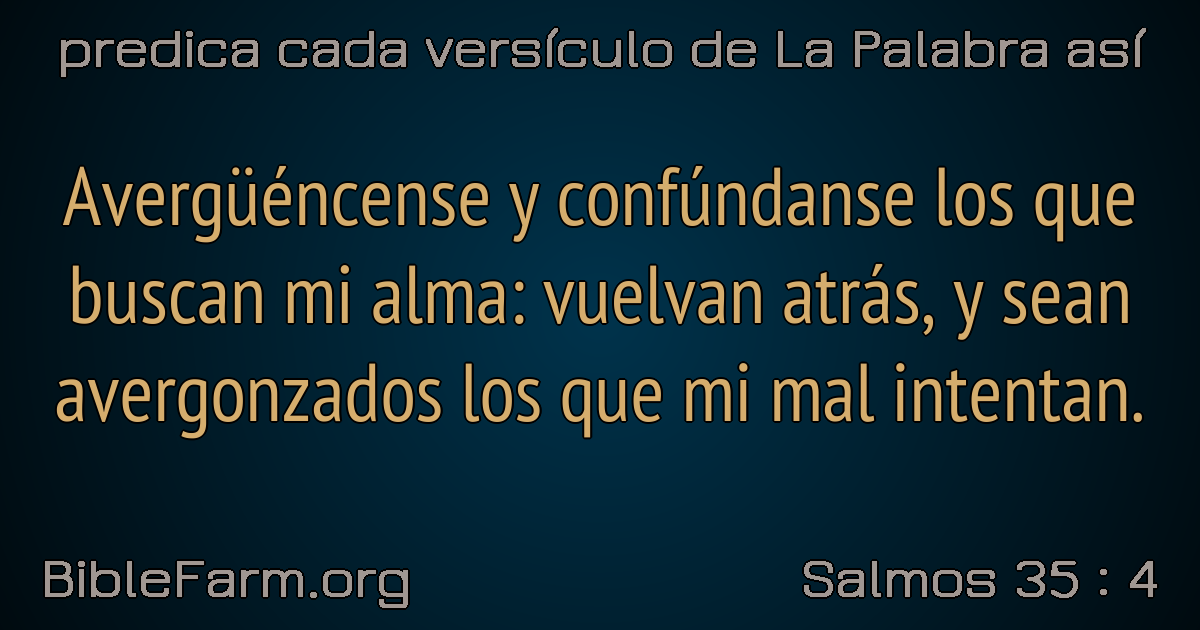 predica cada versículo de La Palabra así
Avergüéncense y confúndanse los que
buscan mi alma: vuelvan atrás, y sean
avergonzados los que mi mal intentan.
BibleFarm.org
Salmos 35 : 4